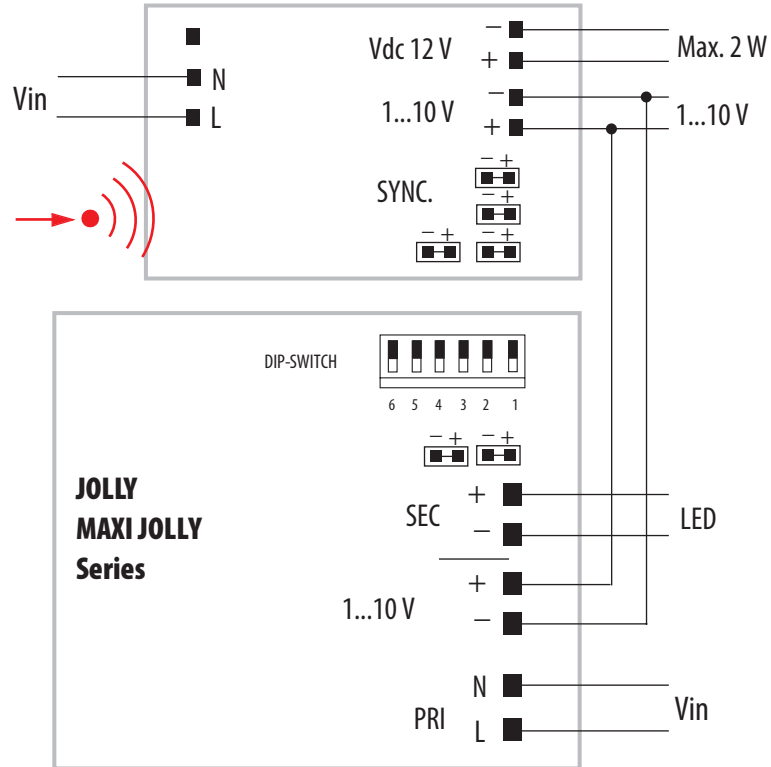 Vdc 12 V
−
+
Max. 2 W
Vin
N
L
1...10 V
−
+
1...10 V
SYNC.
− +
− +
− +
− +
DIP-SWITCH
6 5 4 3 2 1
− +
− +
JOLLY
MAXI JOLLY
Series
SEC
+
−
LED
1...10 V
+
−
PRI
N
L
Vin